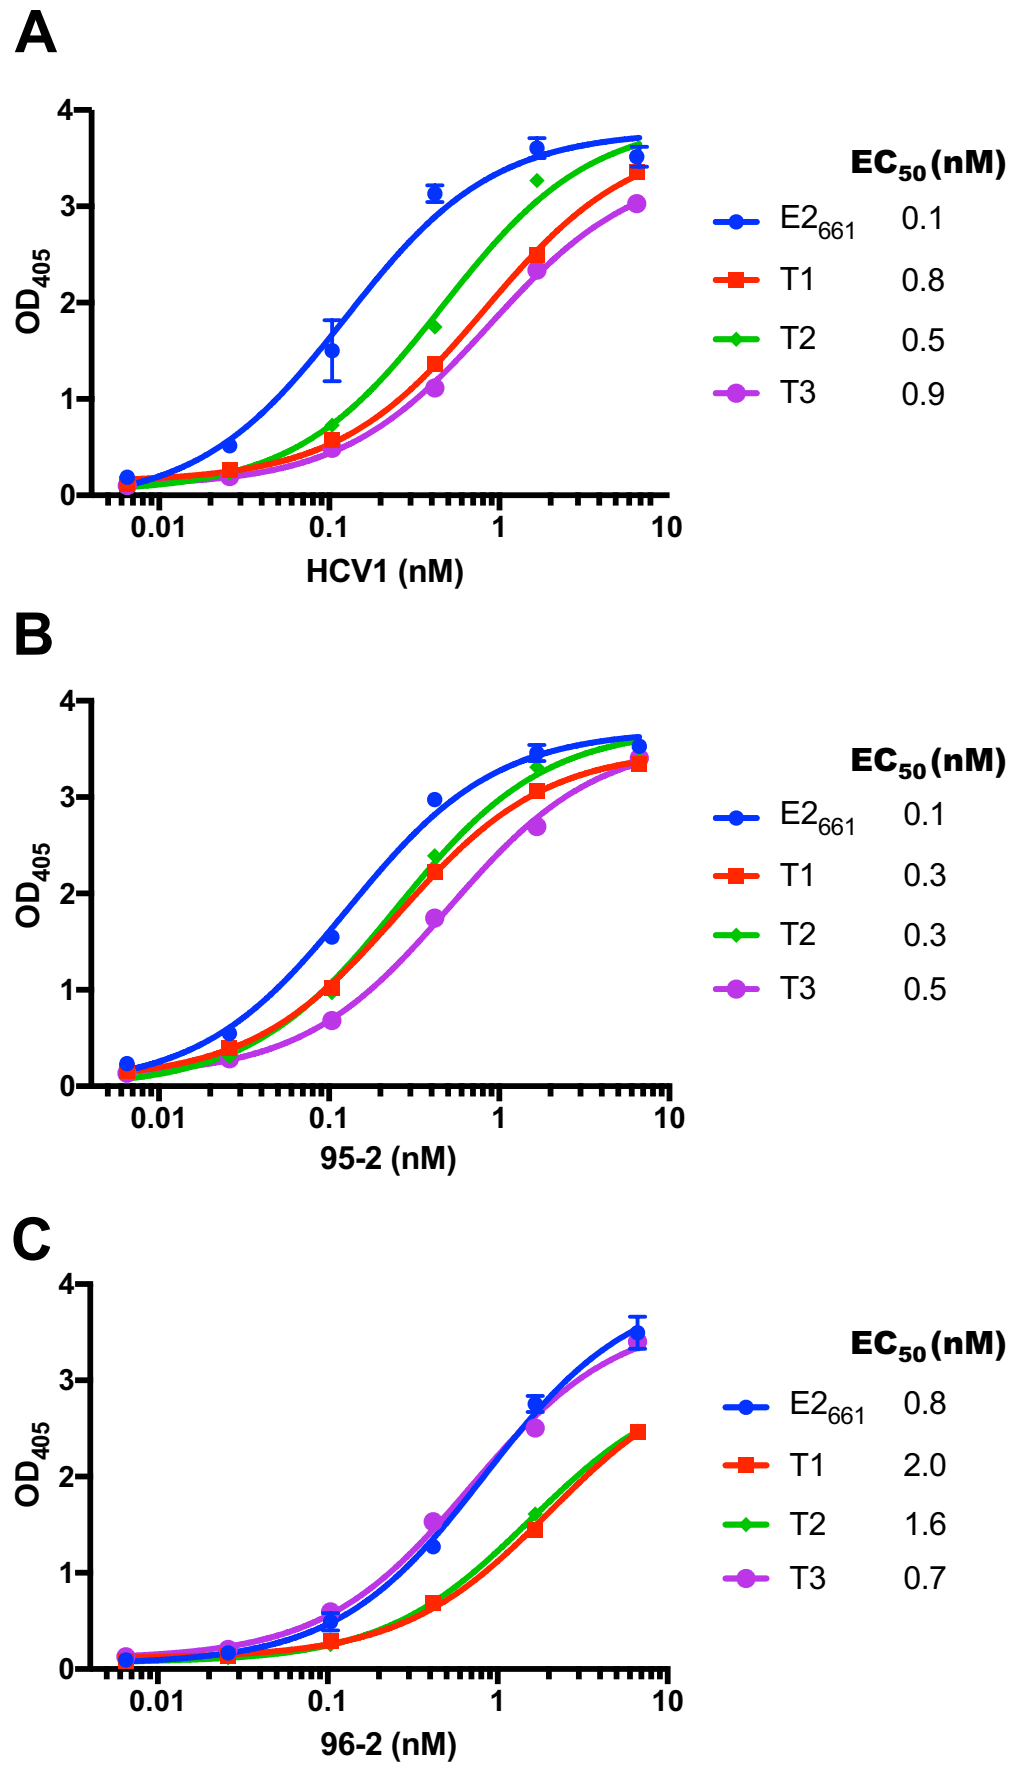 A
4
3
2
1
0
OD405
0.01 0.1 1 10
HCV1 (nM)
EC50 (nM)
E2661 0.1
T1 0.8
T2 0.5
T3 0.9
B
4
3
2
1
0
OD405
0.01 0.1 1 10
95-2 (nM)
EC50 (nM)
E2661 0.1
T1 0.3
T2 0.3
T3 0.5
C
4
3
2
1
0
OD405
0.01 0.1 1 10
96-2 (nM)
EC50 (nM)
E2661 0.8
T1 2.0
T2 1.6
T3 0.7